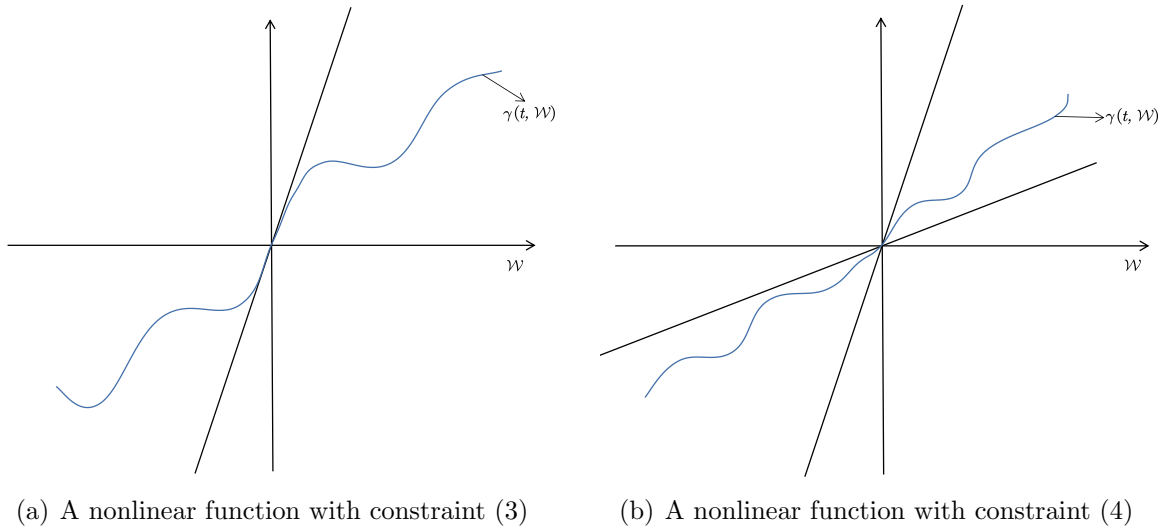 γ(t, 𝒲)
𝒲
γ(t, 𝒲)
𝒲
(a) A nonlinear function with constraint (3)
(b) A nonlinear function with constraint (4)